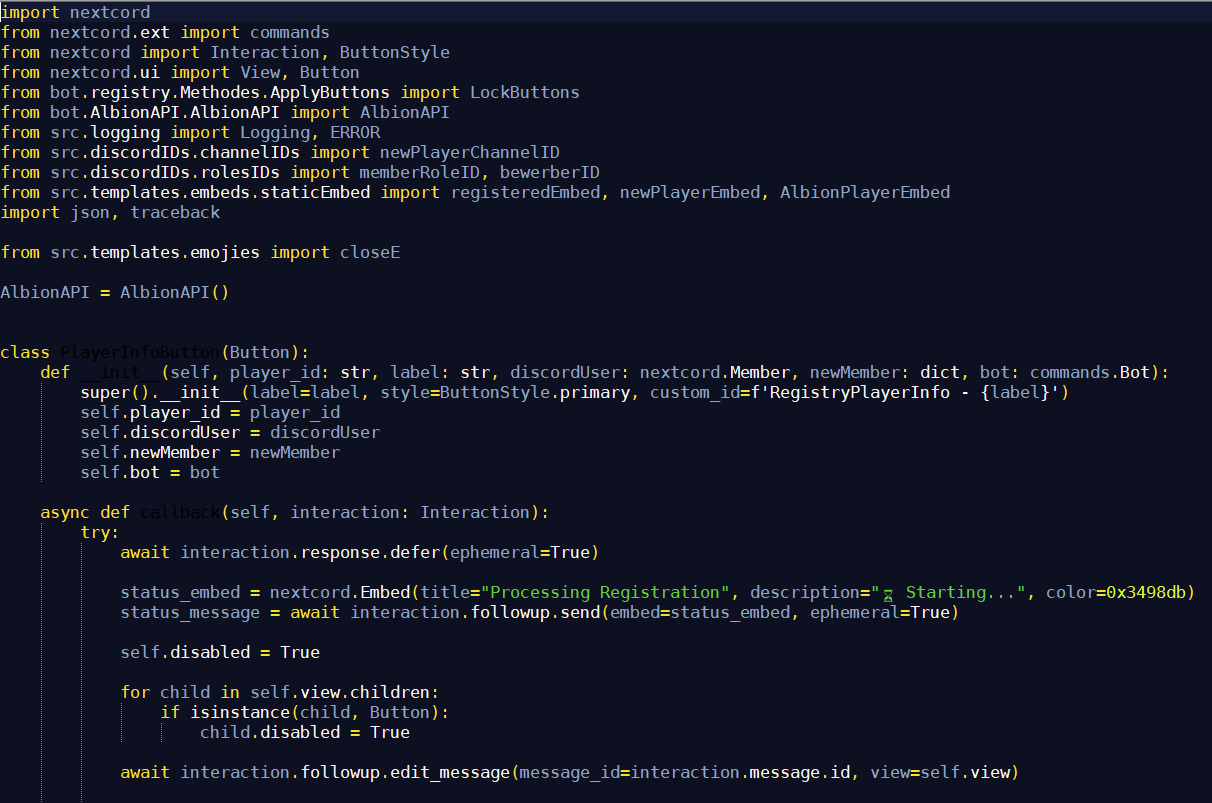 import nextcord
from nextcord.ext import commands
from nextcord import Interaction, ButtonStyle
from nextcord.ui import View, Button
from bot.registry.Methodes.ApplyButtons import LockButtons
from bot.AlbionAPI.AlbionAPI import AlbionAPI
from src.logging import Logging, ERROR
from src.discordIDs.channelIDs import newPlayerChannelID
from src.discordIDs.rolesIDs import memberRoleID, bewerberID
from src.templates.embeds.staticEmbed import registeredEmbed, newPlayerEmbed, AlbionPlayerEmbed
import json, traceback

from src.templates.emojies import closeE

AlbionAPI = AlbionAPI()


class PlayerInfoButton(Button):
    def __init__(self, player_id: str, label: str, discordUser: nextcord.Member, newMember: dict, bot: commands.Bot):
        super().__init__(label=label, style=ButtonStyle.primary, custom_id=f'RegistryPlayerInfo - {label}')
        self.player_id = player_id
        self.discordUser = discordUser
        self.newMember = newMember
        self.bot = bot

    async def callback(self, interaction: Interaction):
        try:
            await interaction.response.defer(ephemeral=True)

            status_embed = nextcord.Embed(title="Processing Registration", description="⏳ Starting...", color=0x3498db)
            status_message = await interaction.followup.send(embed=status_embed, ephemeral=True)

            self.disabled = True

            for child in self.view.children:
                if isinstance(child, Button):
                    child.disabled = True

            await interaction.followup.edit_message(message_id=interaction.message.id, view=self.view)